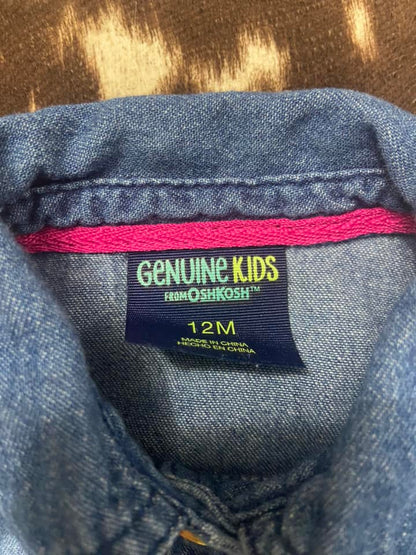 GENUINE KIDS
FROM OSHKOSH™
12M
MADE IN CHINA
HECHO EN CHINA